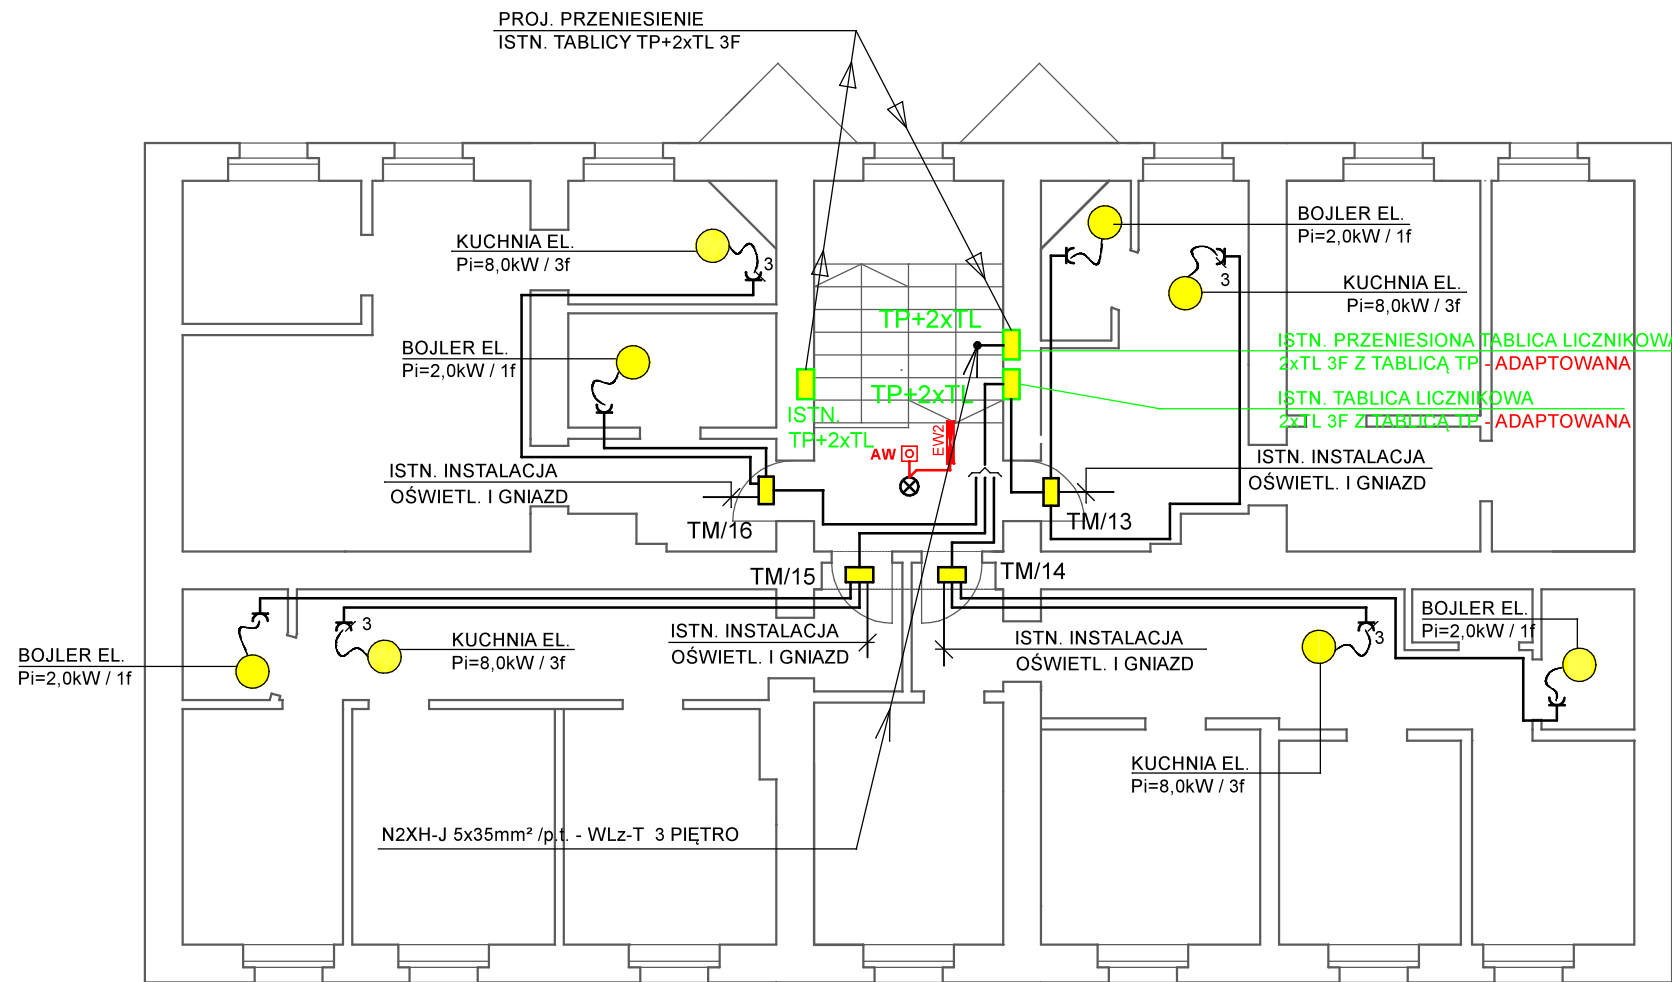 PROJ. PRZENIESIENIE
ISTN. TABLICY TP+2xTL 3F
BOJLER EL.
Pi=2,0kW / 1f
KUCHNIA EL.
Pi=8,0kW / 3f
3
3
KUCHNIA EL.
Pi=8,0kW / 3f
TP+2xTL
ISTN. PRZENIESIONA TABLICA LICZNIKOWA
2xTL 3F Z TABLICĄ TP - ADAPTOWANA
BOJLER EL.
Pi=2,0kW / 1f
TP+2xTL
ISTN. TABLICA LICZNIKOWA
2xTL 3F Z TABLICĄ TP - ADAPTOWANA
ISTN.
TP+2xTL
EW2
AW
ISTN. INSTALACJA
OŚWIETL. I GNIAZD
ISTN. INSTALACJA
OŚWIETL. I GNIAZD
TM/16
TM/13
TM/15
TM/14
BOJLER EL.
Pi=2,0kW / 1f
3
KUCHNIA EL.
Pi=8,0kW / 3f
ISTN. INSTALACJA
OŚWIETL. I GNIAZD
ISTN. INSTALACJA
OŚWIETL. I GNIAZD
3
BOJLER EL.
Pi=2,0kW / 1f
KUCHNIA EL.
Pi=8,0kW / 3f
N2XH-J 5x35mm² /p.t. - WLz-T 3 PIĘTRO